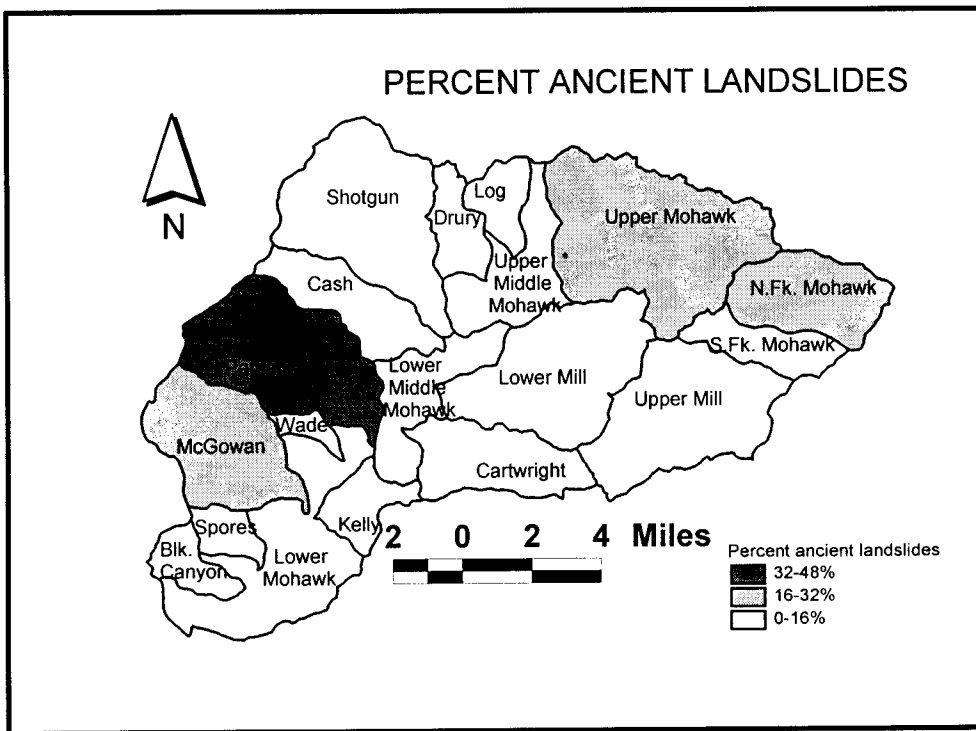 PERCENT ANCIENT LANDSLIDES
N
Shotgun
Log
Drury
Upper Mohawk
Upper
Middle
Mohawk
Cash
N.Fk. Mohawk
S.Fk. Mohawk
Lower
Middle
Mohawk
Lower Mill
Upper Mill
Wade
McGowan
Cartwright
Spores
Kelly
Blk.
Canyon
Lower
Mohawk
2 0 2 4 Miles
Percent ancient landslides
32-48%
16-32%
0-16%